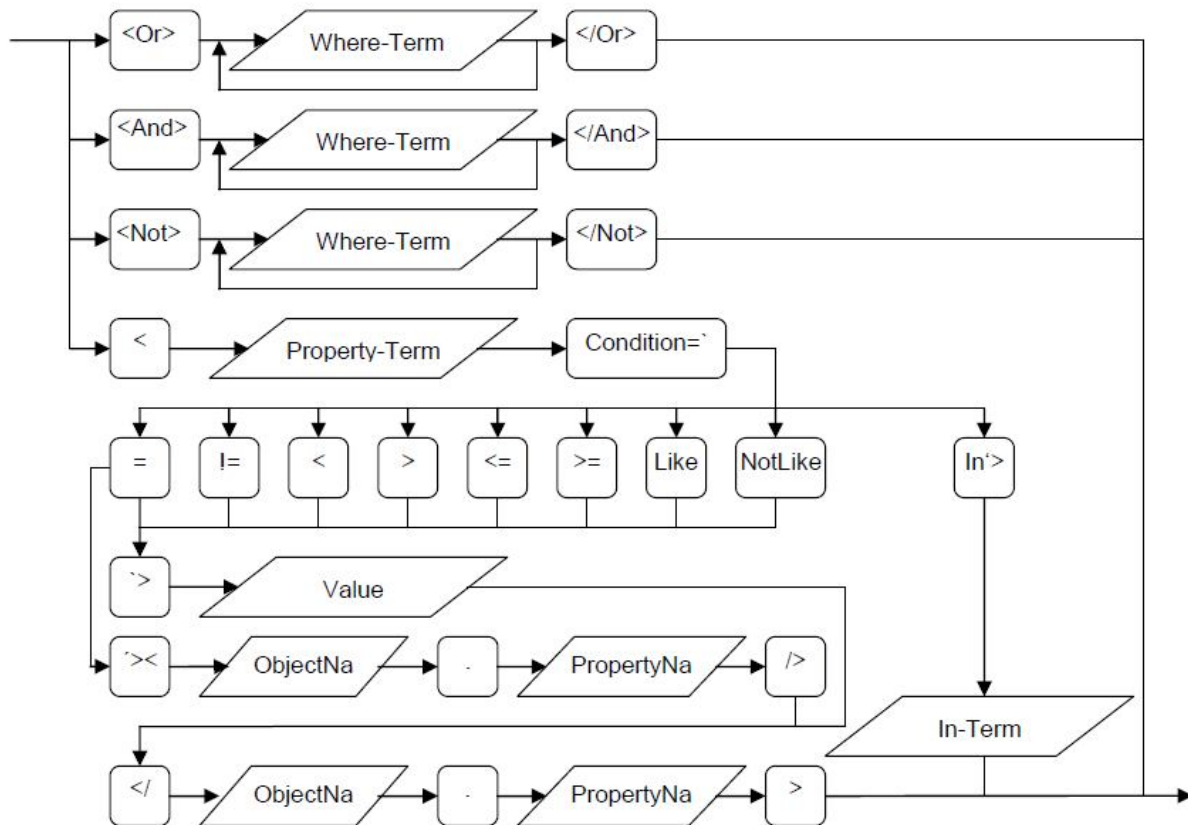 <Or> Where-Term </Or>
<And> Where-Term </And>
<Not> Where-Term </Not>
< Property-Term Condition=`
= != < > <= >= Like NotLike In‘>
`> Value
´>< ObjectNa . PropertyNa />
In-Term
</ ObjectNa . PropertyNa >